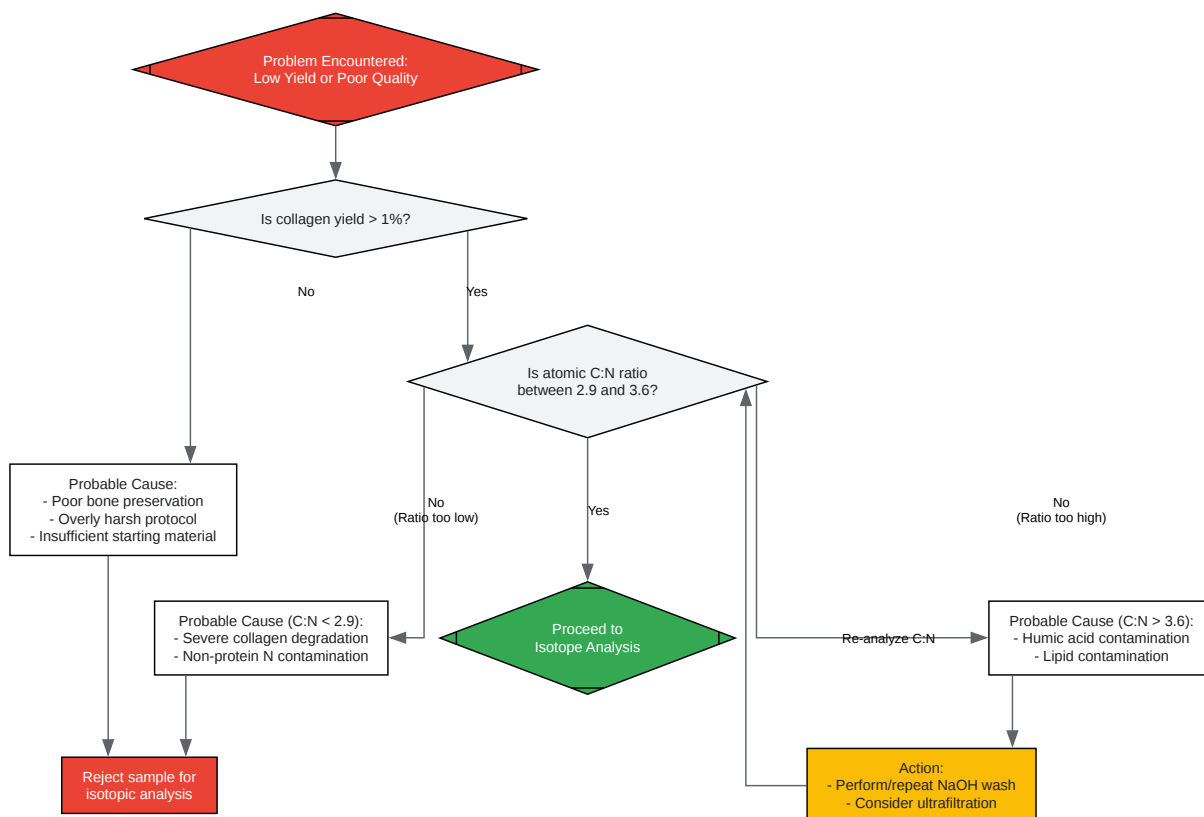 Problem Encountered:
Low Yield or Poor Quality
Is collagen yield > 1%?
No
Yes
Is atomic C:N ratio
between 2.9 and 3.6?
Probable Cause:
- Poor bone preservation
- Overly harsh protocol
- Insufficient starting material
No
(Ratio too low)
Yes
No
(Ratio too high)
Probable Cause (C:N < 2.9):
- Severe collagen degradation
- Non-protein N contamination
Proceed to
Isotope Analysis
Re-analyze C:N
Probable Cause (C:N > 3.6):
- Humic acid contamination
- Lipid contamination
Reject sample for
isotopic analysis
Action:
- Perform/repeat NaOH wash
- Consider ultrafiltration